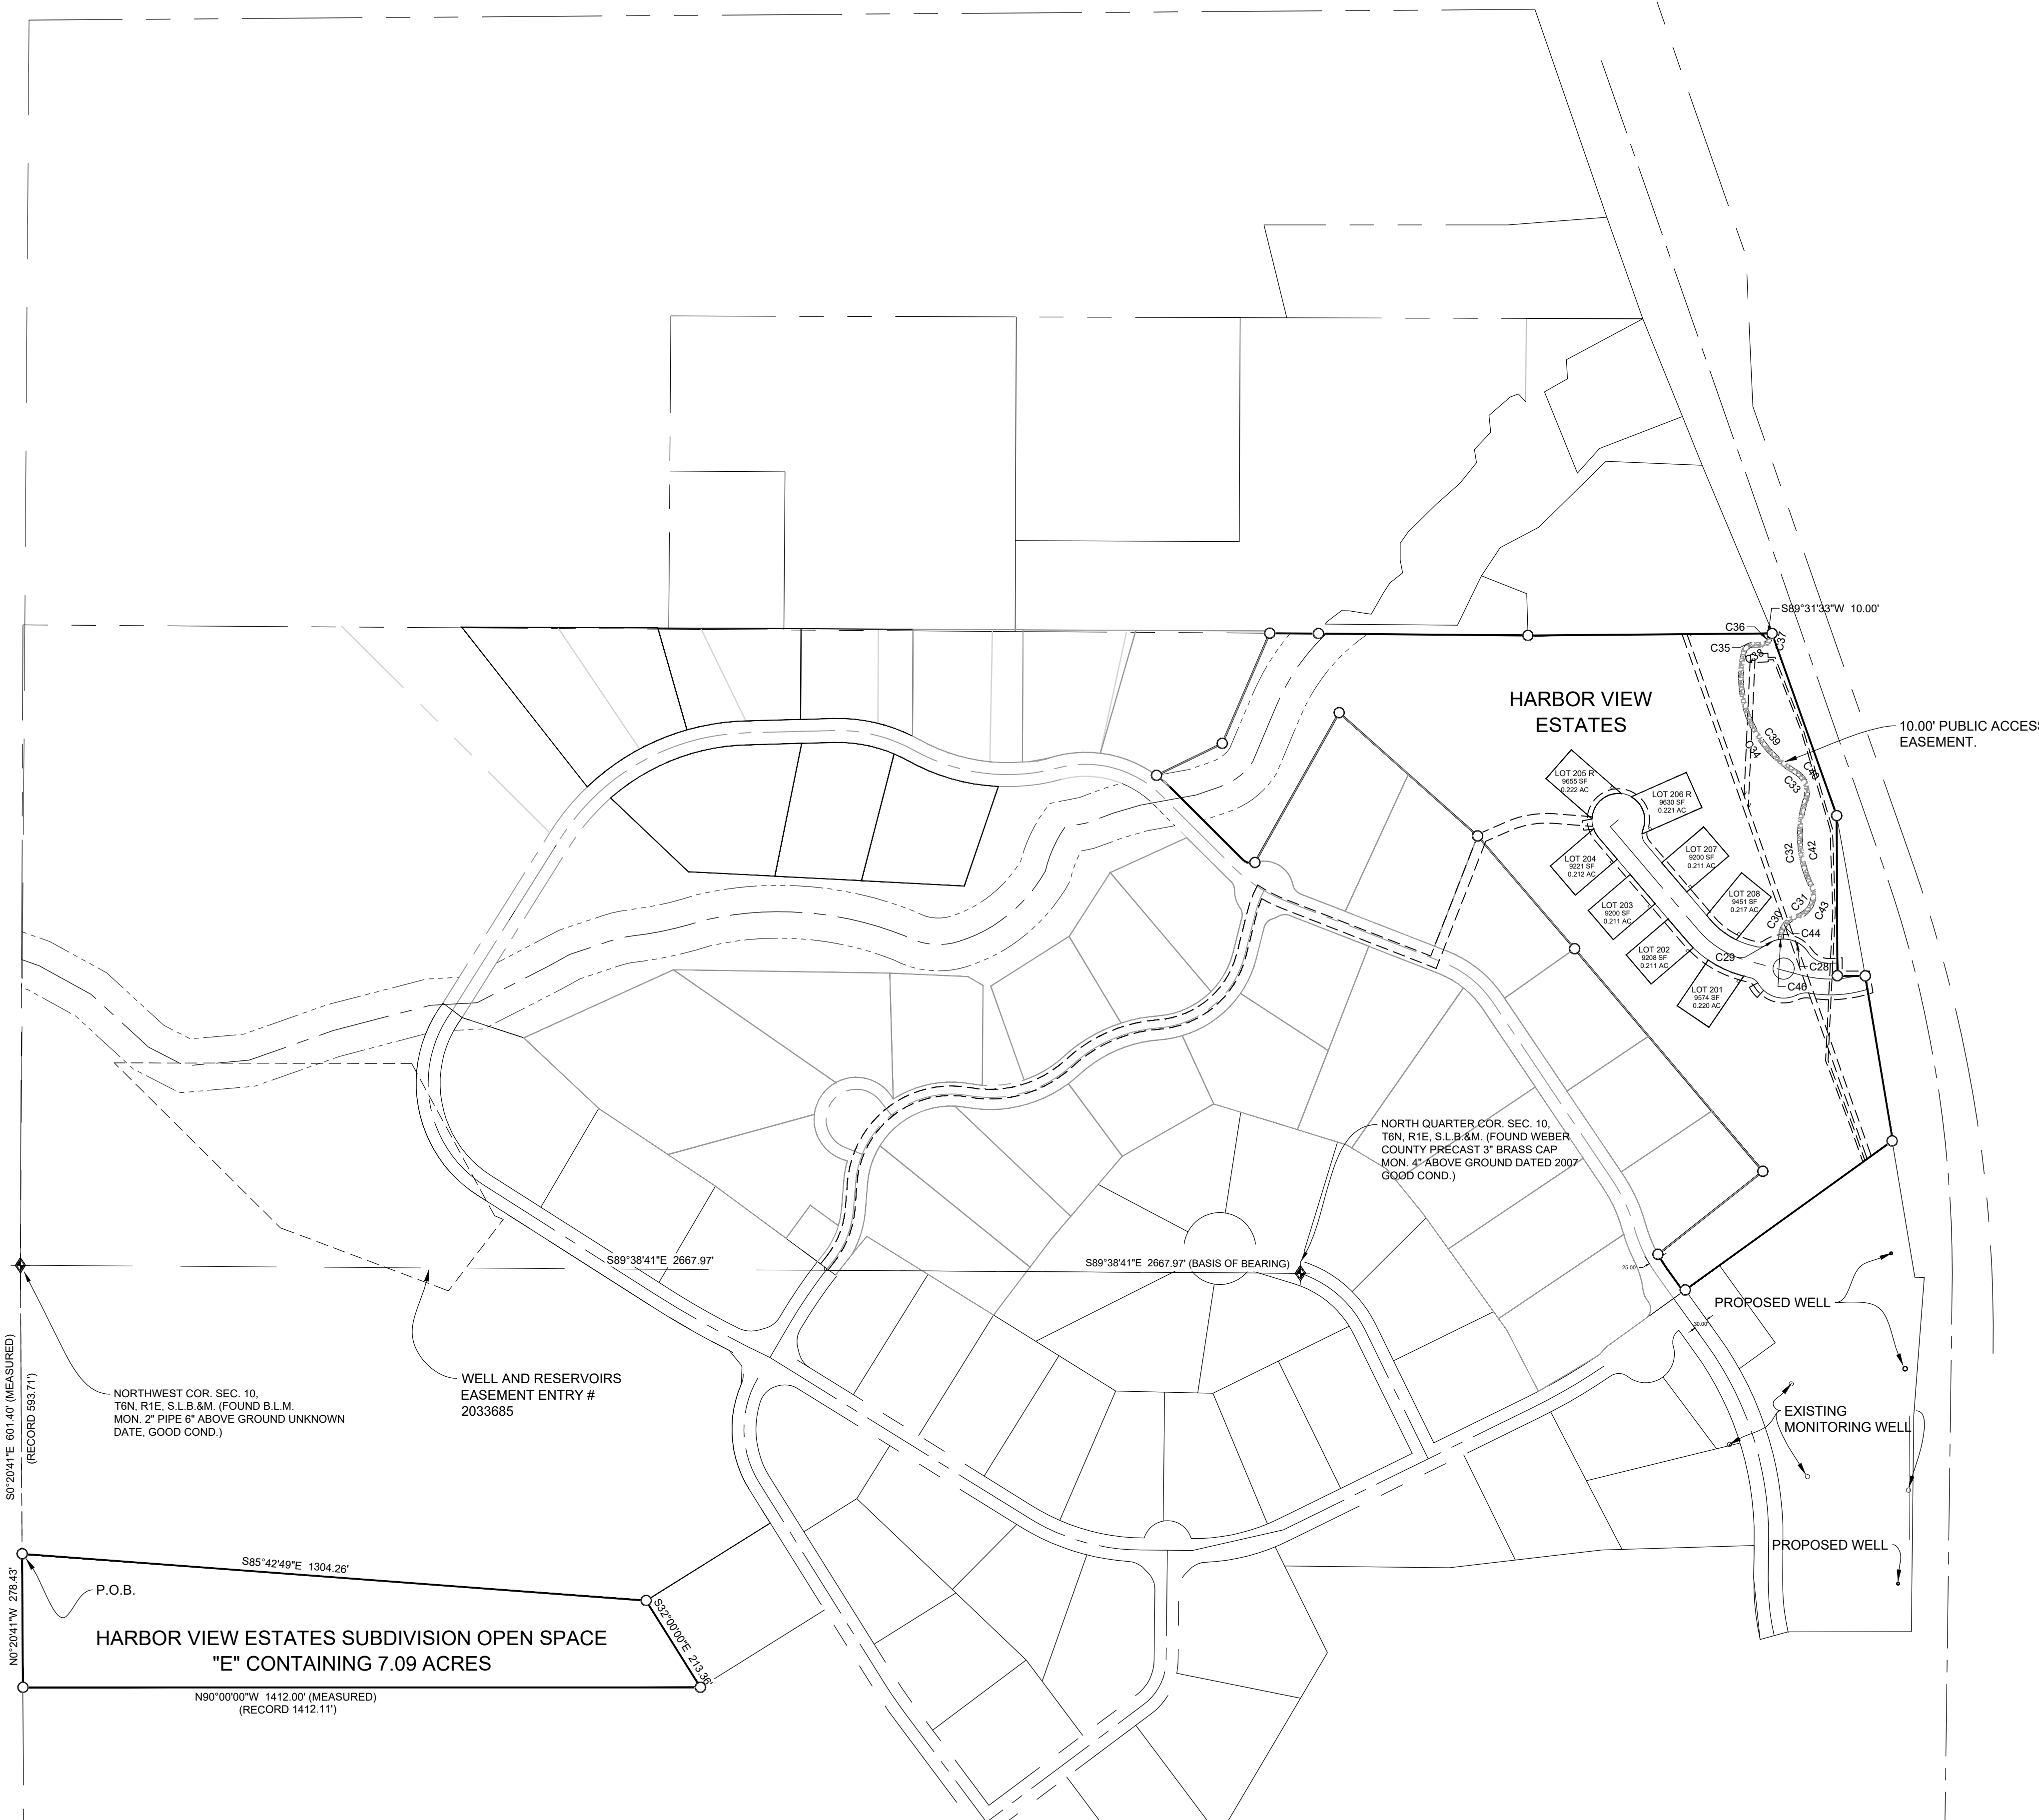 S89°31'33"W 10.00'
C36
C37
C35
C38
HARBOR VIEW
ESTATES
10.00' PUBLIC ACCESS
EASEMENT.
C39
C34
C40
C33
LOT 205 R
9655 SF
0.222 AC
LOT 206 R
9630 SF
0.221 AC
LOT 207
9200 SF
0.211 AC
C32
C42
LOT 204
9221 SF
0.212 AC
LOT 208
9451 SF
0.217 AC
LOT 203
9200 SF
0.211 AC
C31
C30
C43
C44
LOT 202
9208 SF
0.211 AC
C29
C28
C46
LOT 201
9574 SF
0.220 AC
NORTH QUARTER COR. SEC. 10,
T6N, R1E, S.L.B.&M. (FOUND WEBER
COUNTY PRECAST 3" BRASS CAP
MON. 4" ABOVE GROUND DATED 2007
GOOD COND.)
S89°38'41"E 2667.97'
S89°38'41"E 2667.97' (BASIS OF BEARING)
25.00'
PROPOSED WELL
30.00'
S0°20'41"E 601.40' (MEASURED)
(RECORD 593.71')
NORTHWEST COR. SEC. 10,
T6N, R1E, S.L.B.&M. (FOUND B.L.M.
MON. 2" PIPE 6" ABOVE GROUND UNKNOWN
DATE, GOOD COND.)
WELL AND RESERVOIRS
EASEMENT ENTRY #
2033685
EXISTING
MONITORING WELL
PROPOSED WELL
S85°42'49"E 1304.26'
P.O.B.
N0°20'41"W 278.43'
S32°00'00"E 213.36'
HARBOR VIEW ESTATES SUBDIVISION OPEN SPACE
"E" CONTAINING 7.09 ACRES
N90°00'00"W 1412.00' (MEASURED)
(RECORD 1412.11')